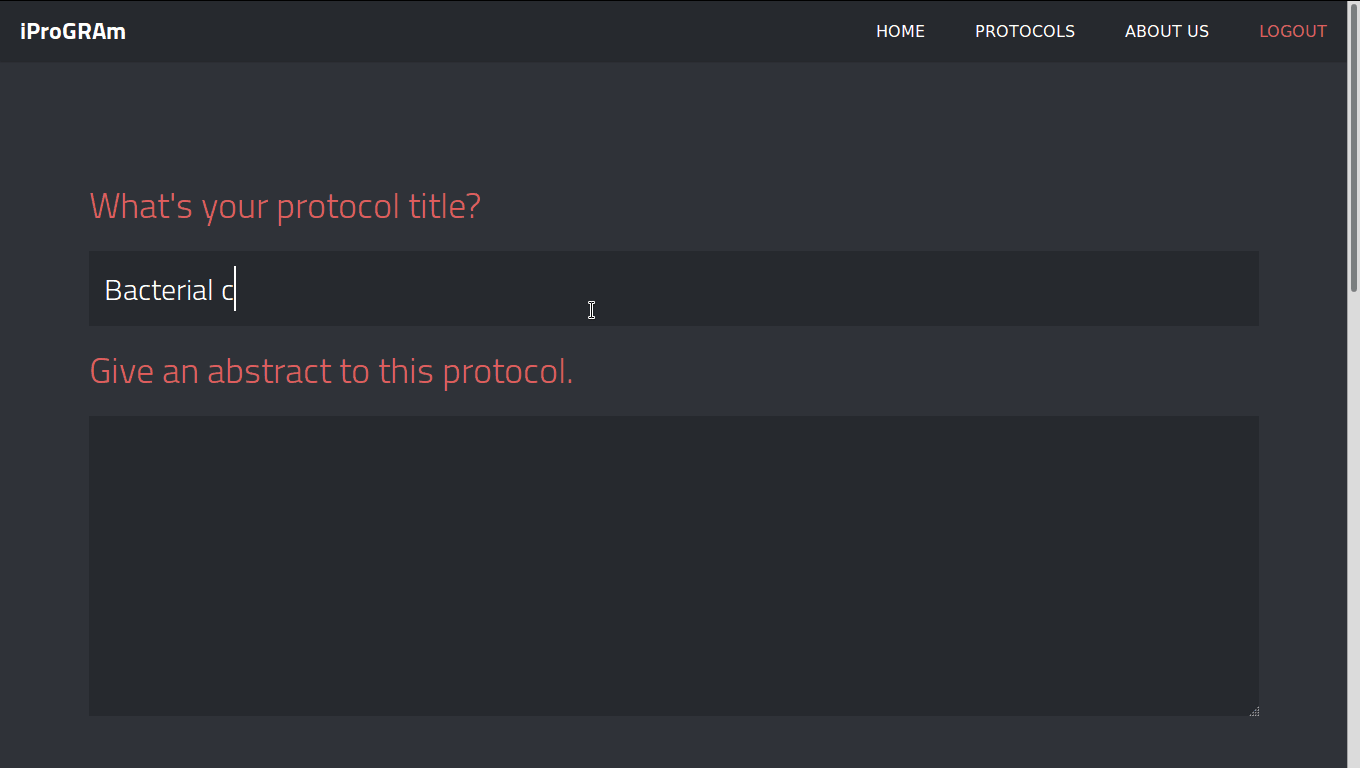 iProGRAm HOME PROTOCOLS ABOUT US LOGOUT
What's your protocol title?
Bacterial c
Give an abstract to this protocol.